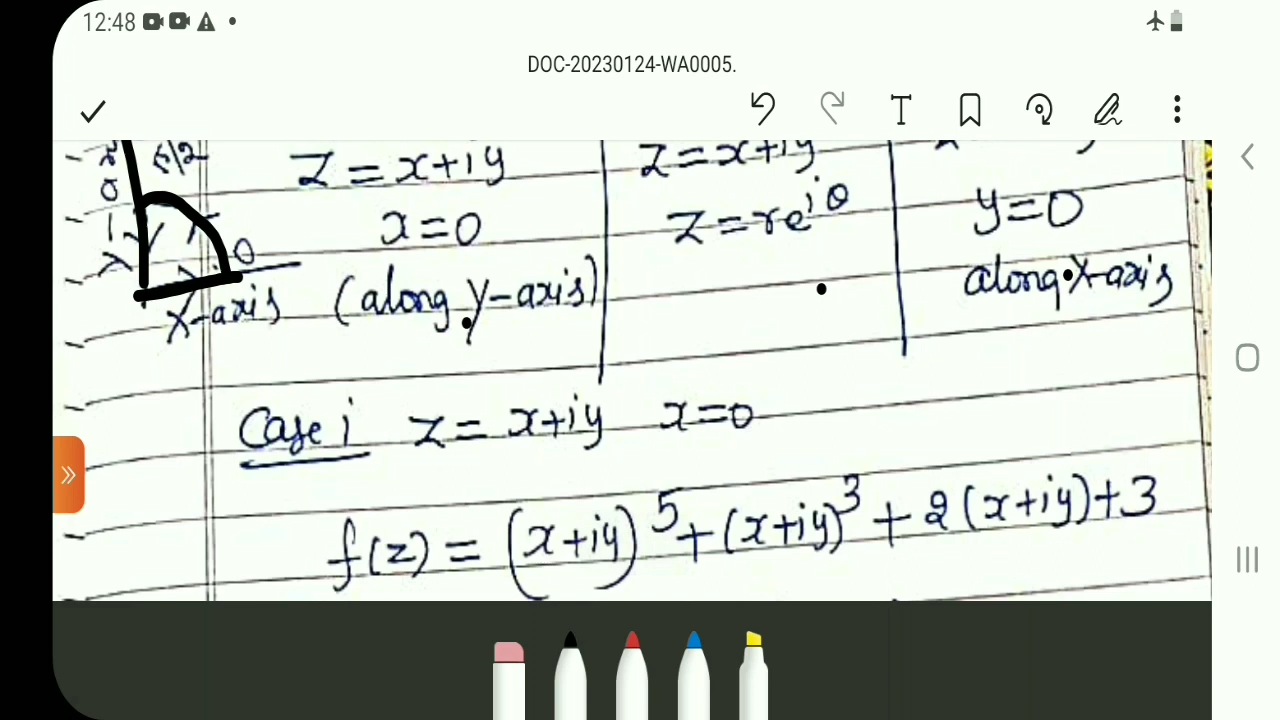 12:48
DOC-20230124-WA0005.
z = x+iy
z = x+iy
x=0
z = re^iθ
y=0
0
X-axis
(along y-axis)
along X-axis
Case i z = x+iy x=0
f(z) = (x+iy)^5 + (x+iy)^3 + 2(x+iy)+3